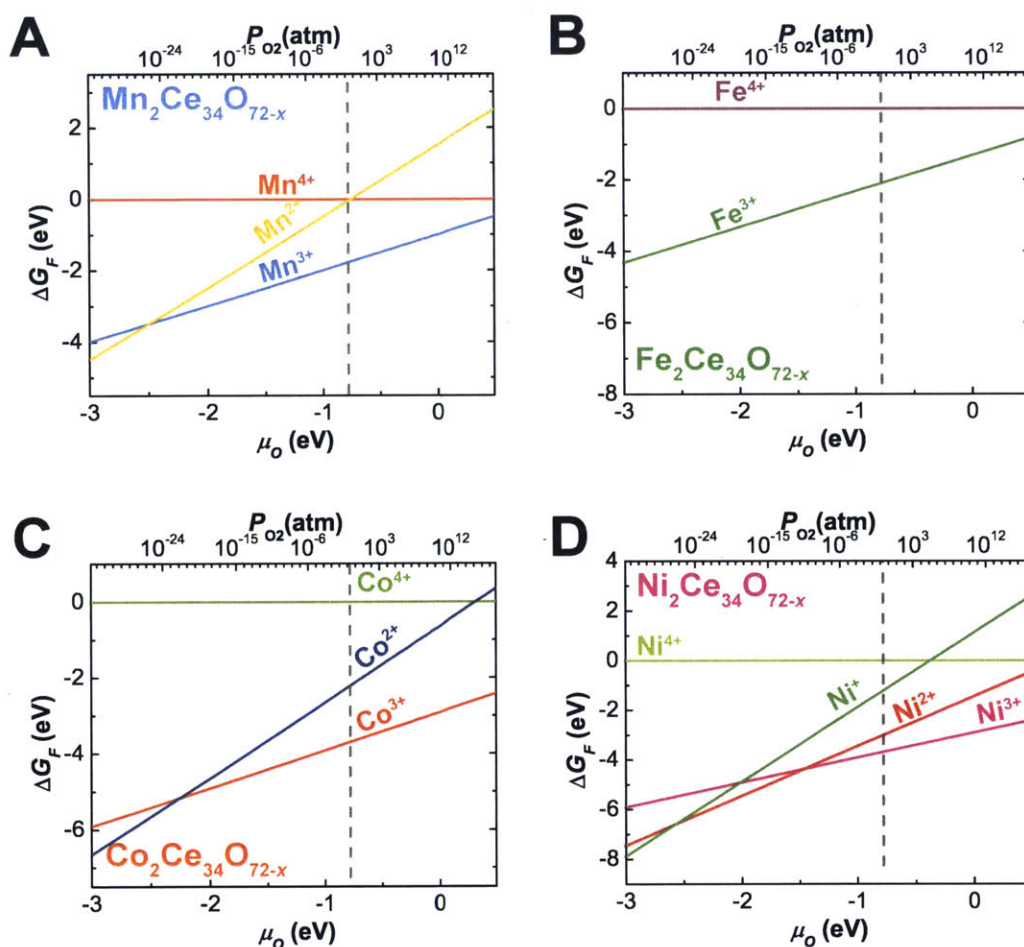 A
P O2 (atm)
10-24 10-15 10-6 103 1012
Mn2Ce34O72-x
Mn4+
Mn2+
Mn3+
ΔGF (eV)
2
0
-2
-4
-3 -2 -1 0
μO (eV)
B
P O2 (atm)
10-24 10-15 10-6 103 1012
Fe4+
Fe3+
Fe2Ce34O72-x
ΔGF (eV)
0
-2
-4
-6
-8
-3 -2 -1 0
μO (eV)
C
P O2 (atm)
10-24 10-15 10-6 103 1012
Co4+
Co2+
Co3+
Co2Ce34O72-x
ΔGF (eV)
0
-2
-4
-6
-3 -2 -1 0
μO (eV)
D
P O2 (atm)
10-24 10-15 10-6 103 1012
Ni2Ce34O72-x
Ni4+
Ni+
Ni2+
Ni3+
ΔGF (eV)
4
2
0
-2
-4
-6
-8
-3 -2 -1 0
μO (eV)